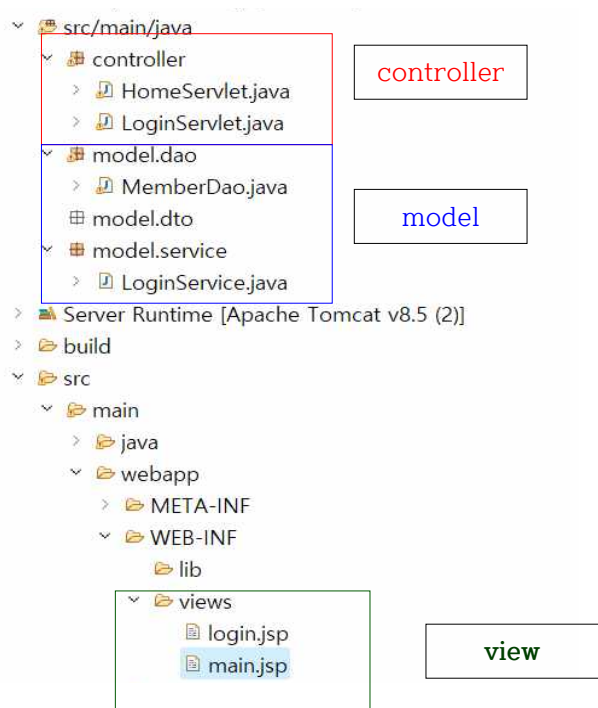 src/main/java
controller
controller
HomeServlet.java
LoginServlet.java
model.dao
MemberDao.java
model.dto
model
model.service
LoginService.java
Server Runtime [Apache Tomcat v8.5 (2)]
build
src
main
java
webapp
META-INF
WEB-INF
lib
views
login.jsp
main.jsp
view